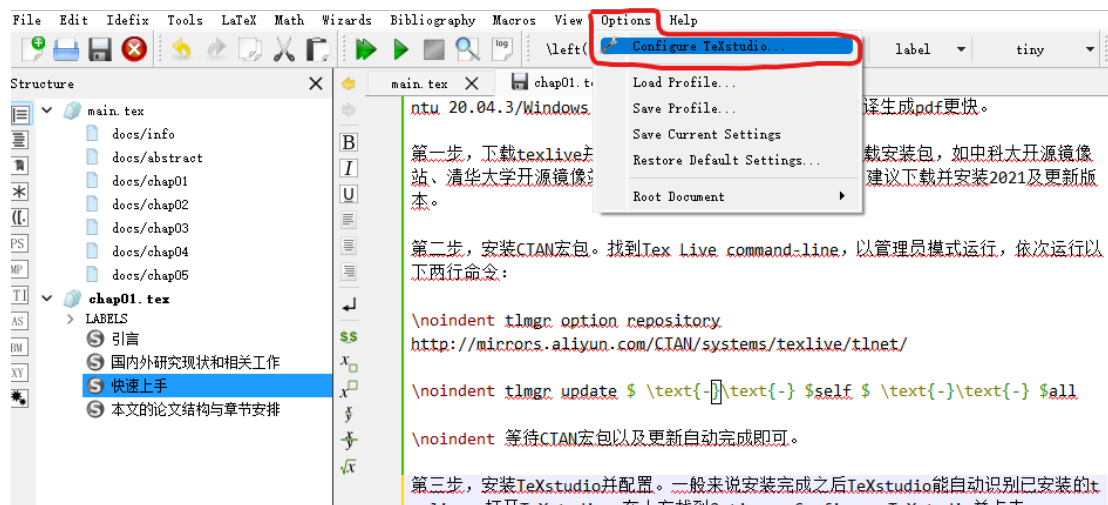 File Edit Idefix Tools LaTeX Math Wizards Bibliography Macros View Options Help
log \left( label tiny
Configure TeXstudio...
Load Profile...
Save Profile...
Save Current Settings
Restore Default Settings...
Root Document
Structure
main.tex
docs/info
docs/abstract
docs/chap01
docs/chap02
docs/chap03
docs/chap04
docs/chap05
chap01.tex
LABELS
引言
国内外研究现状和相关工作
快速上手
本文的论文结构与章节安排
PS
MP
TI
AS
BM
XY
B
I
U
$$
main.tex chap01.t
ntu 20.04.3/Windows 译生成pdf更快。
第一步，下载texlive并 载安装包，如中科大开源镜像
站、清华大学开源镜像站 建议下载并安装2021及更新版
本。
第二步，安装CTAN宏包。找到Tex Live command-line，以管理员模式运行，依次运行以
下两行命令：
\noindent tlmgr option repository
http://mirrors.aliyun.com/CTAN/systems/texlive/tlnet/
\noindent tlmgr update $ \text{-}\text{-} $self $ \text{-}\text{-} $all
\noindent 等待CTAN宏包以及更新自动完成即可。
第三步，安装TeXstudio并配置。一般来说安装完成之后TeXstudio能自动识别已安装的t